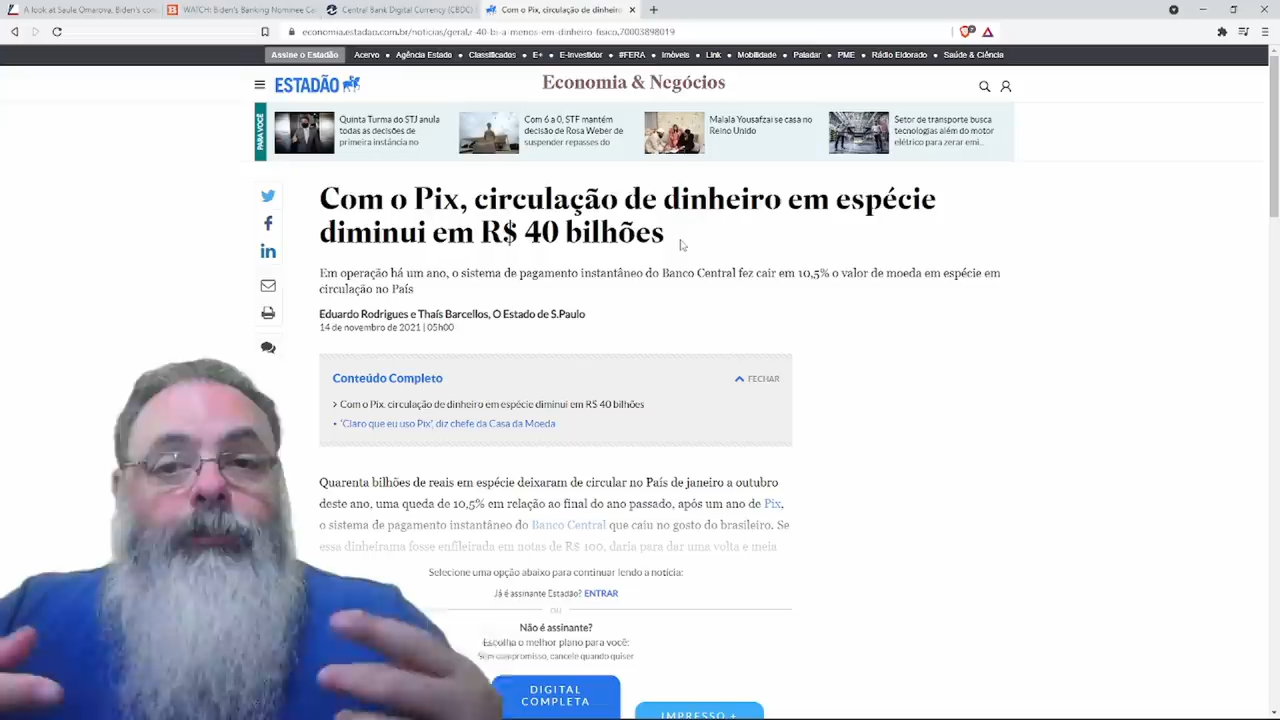 A look at Saule Omarova, Biden's con
WATCH: Biden's Banking Nominee Ca
Central Bank Digital Currency (CBDC)
Com o Pix, circulação de dinheiro
economia.estadao.com.br/noticias/geral,r-40-bi-a-menos-em-dinheiro-fisico,70003898019
Assine o Estadão Acervo Agência Estado Classificados E+ E-Investidor #FERA Imóveis Link Mobilidade Paladar PME Rádio Eldorado Saúde & Ciência
ESTADÃO
Economia & Negócios
PARA VOCÊ
Quinta Turma do STJ anula
todas as decisões de
primeira instância no
Com 6 a 0, STF mantém
decisão de Rosa Weber de
suspender repasses do
Malala Yousafzai se casa no
Reino Unido
Setor de transporte busca
tecnologias além do motor
elétrico para zerar emi...
Com o Pix, circulação de dinheiro em espécie
diminui em R$ 40 bilhões
Em operação há um ano, o sistema de pagamento instantâneo do Banco Central fez cair em 10,5% o valor de moeda em espécie em
circulação no País
Eduardo Rodrigues e Thaís Barcellos, O Estado de S.Paulo
14 de novembro de 2021 | 05h00
Conteúdo Completo
FECHAR
Com o Pix, circulação de dinheiro em espécie diminui em R$ 40 bilhões
'Claro que eu uso Pix', diz chefe da Casa da Moeda
Quarenta bilhões de reais em espécie deixaram de circular no País de janeiro a outubro
deste ano, uma queda de 10,5% em relação ao final do ano passado, após um ano de Pix,
o sistema de pagamento instantâneo do Banco Central que caiu no gosto do brasileiro. Se
essa dinheirama fosse enfileirada em notas de R$ 100, daria para dar uma volta e meia
Selecione uma opção abaixo para continuar lendo a notícia:
Já é assinante Estadão? ENTRAR
OU
Não é assinante?
Escolha o melhor plano para você:
Sem compromisso, cancele quando quiser
DIGITAL
COMPLETA
IMPRESSO +